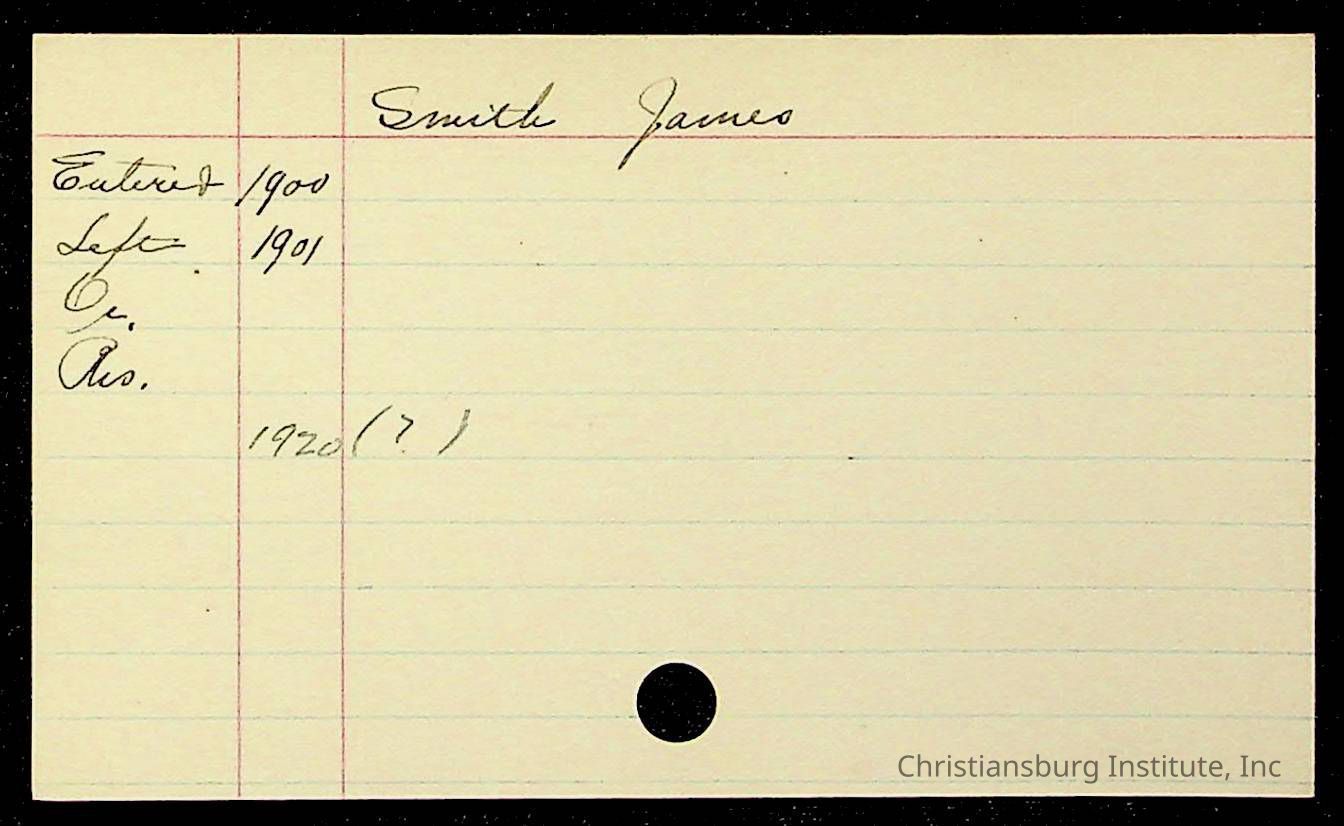 Smith James
Entered 1900
Left 1901
Oc.
Res.
1920 (?)
Christiansburg Institute, Inc